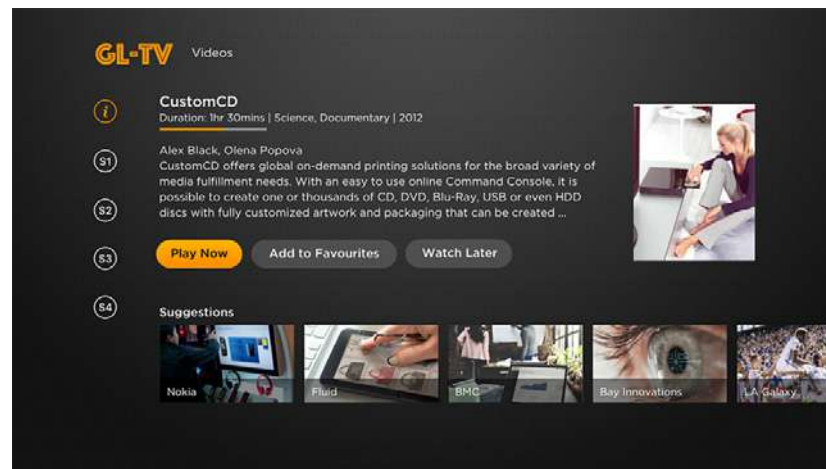 GL-TV Videos
i
CustomCD
Duration: 1hr 30mins | Science, Documentary | 2012
S1
Alex Black, Olena Popova
CustomCD offers global on-demand printing solutions for the broad variety of
media fulfillment needs. With an easy to use online Command Console, it is
possible to create one or thousands of CD, DVD, Blu-Ray, USB or even HDD
discs with fully customized artwork and packaging that can be created ...
S2
S3
Play Now Add to Favourites Watch Later
S4
Suggestions
Nokia Fluid BMC Bay Innovations LA Galaxy